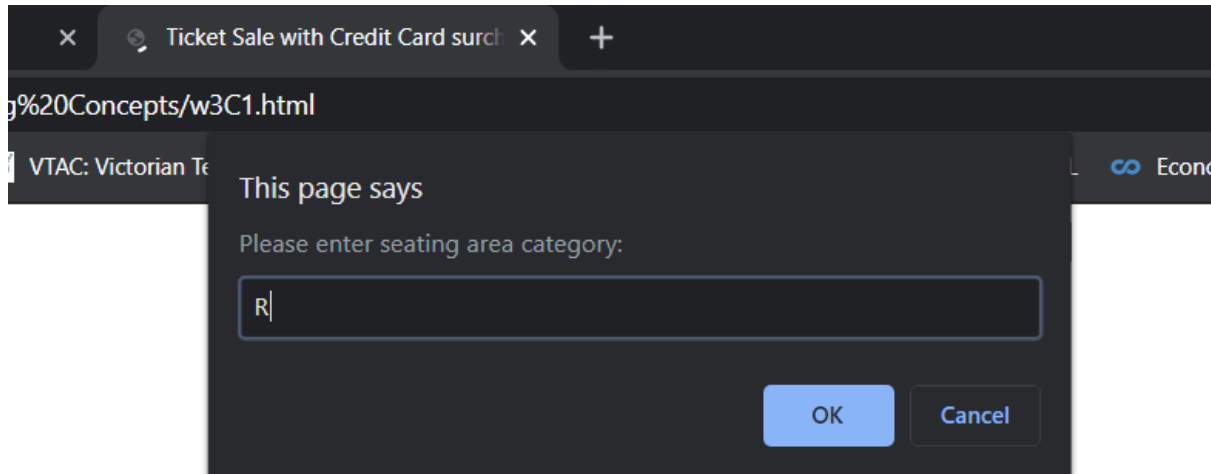 Ticket Sale with Credit Card surch
g%20Concepts/w3C1.html
VTAC: Victorian Te
L
Econo
This page says
Please enter seating area category:
R
OK
Cancel